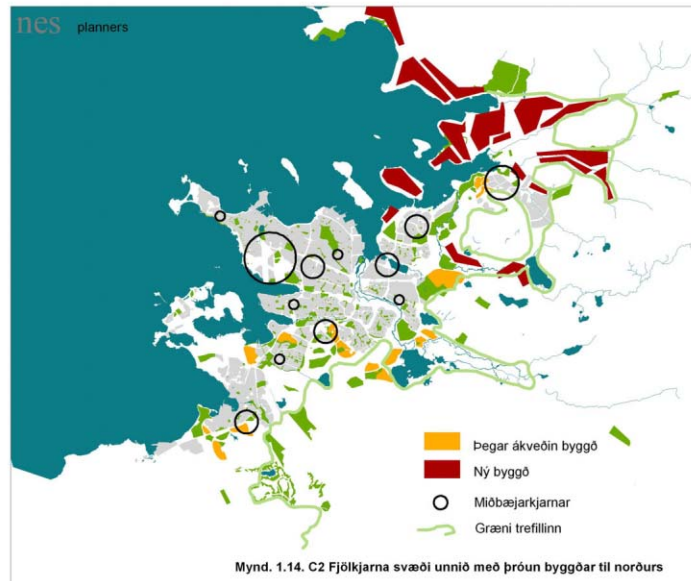 nes planners
Þegar ákveðin byggð
Ný byggð
Miðbæjarkjarnar
Græni trefillinn
Mynd. 1.14. C2 Fjölkjarna svæði unnið með þróun byggðar til norðurs